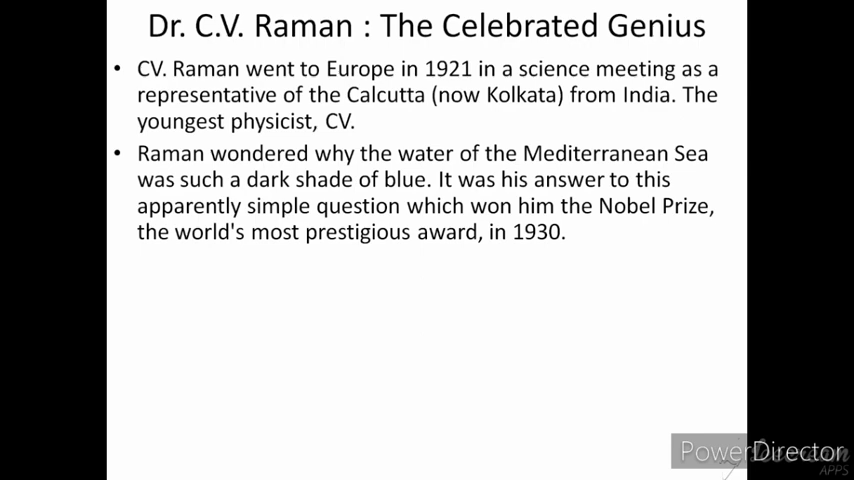 Dr. C.V. Raman : The Celebrated Genius
• CV. Raman went to Europe in 1921 in a science meeting as a
representative of the Calcutta (now Kolkata) from India. The
youngest physicist, CV.
• Raman wondered why the water of the Mediterranean Sea
was such a dark shade of blue. It was his answer to this
apparently simple question which won him the Nobel Prize,
the world's most prestigious award, in 1930.
PowerDirector
APPS